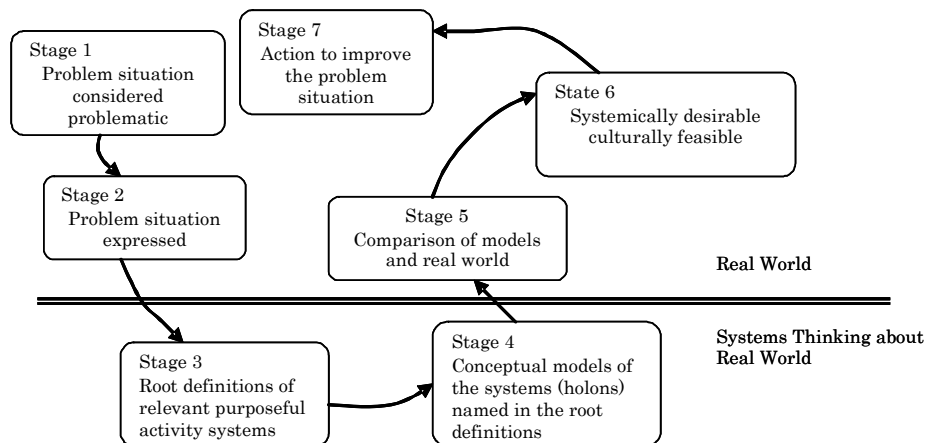 Stage 1
Problem situation
considered
problematic
Stage 2
Problem situation
expressed
Stage 3
Root definitions of
relevant purposeful
activity systems
Stage 4
Conceptual models of
the systems (holons)
named in the root
definitions
Stage 5
Comparison of models
and real world
State 6
Systemically desirable
culturally feasible
Stage 7
Action to improve
the problem
situation
Real World
Systems Thinking about
Real World